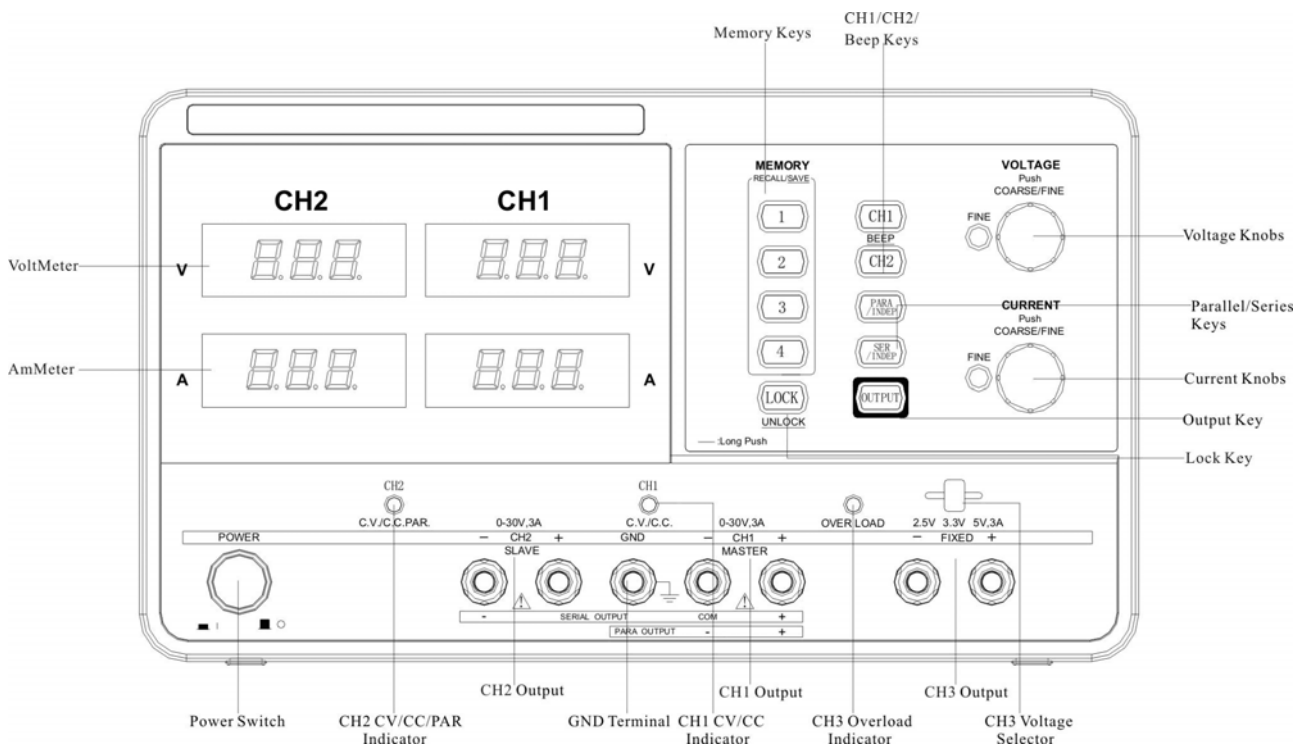 Memory Keys
CH1/CH2/
Beep Keys
CH2
CH1
VoltMeter
V
V
AmMeter
A
A
MEMORY
RECALL/SAVE
1
2
3
4
LOCK
UNLOCK
:Long Push
CH1
BEEP
CH2
PARA
/INDEP
SER
/INDEP
OUTPUT
VOLTAGE
Push
COARSE/FINE
FINE
CURRENT
Push
COARSE/FINE
FINE
Voltage Knobs
Parallel/Series
Keys
Current Knobs
Output Key
Lock Key
CH2
CH1
C.V./C.C.PAR.
0-30V,3A
C.V./C.C.
0-30V,3A
OVER LOAD
2.5V 3.3V 5V,3A
POWER
− CH2 +
GND
− CH1 +
− FIXED +
SLAVE
MASTER
- SERIAL OUTPUT COM +
PARA OUTPUT - +
CH2 Output
CH1 Output
CH3 Output
Power Switch
CH2 CV/CC/PAR
Indicator
GND Terminal
CH1 CV/CC
Indicator
CH3 Overload
Indicator
CH3 Voltage
Selector